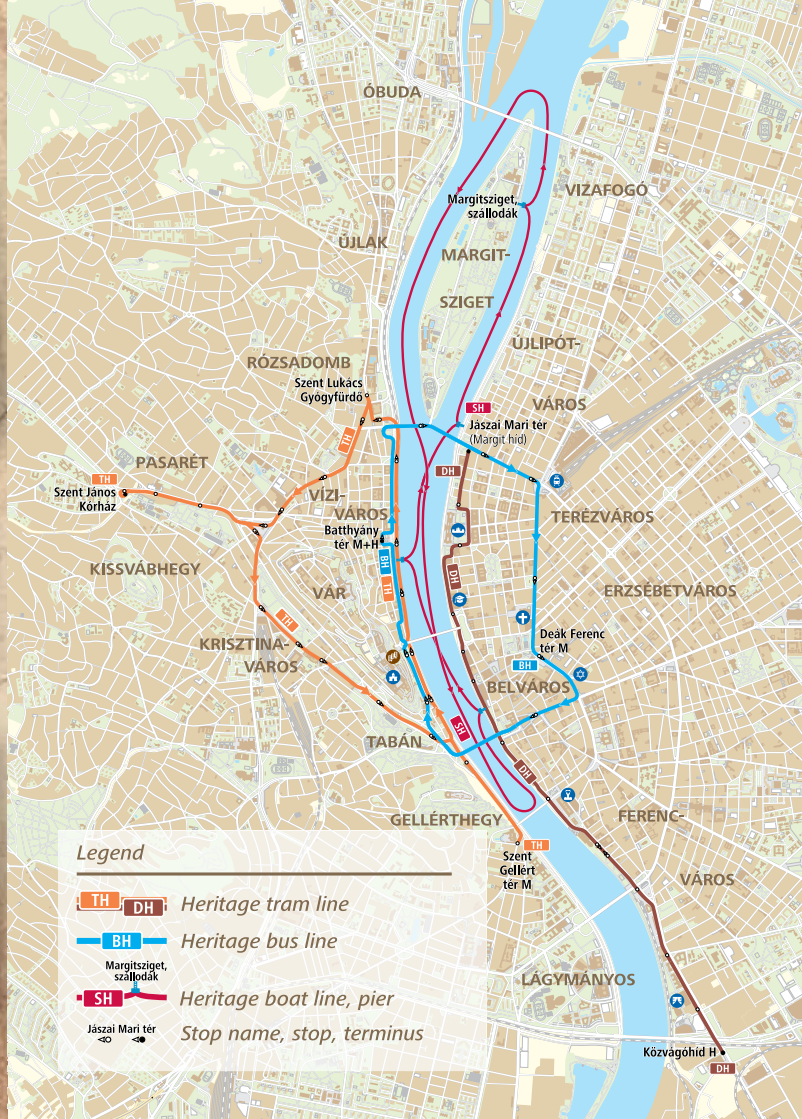 ÓBUDA
VIZAFOGÓ
Margitsziget,
szállodák
ÚJLAK
MARGIT-
SZIGET
ÚJLIPÓT-
VÁROS
RÓZSADOMB
Szent Lukács
Gyógyfürdő
SH
Jászai Mari tér
(Margit híd)
TH
PASARÉT
DH
TH
Szent János
Kórház
VÍZI-
VÁROS
TERÉZVÁROS
Batthyány
tér M+H
BH
TH
DH
KISSVÁBHEGY
VÁR
ERZSÉBETVÁROS
TH
KRISZTINA-
VÁROS
Deák Ferenc
tér M
BH
BELVÁROS
SH
TABÁN
DH
GELLÉRTHEGY
FERENC-
VÁROS
TH
Szent
Gellért
tér M
LÁGYMÁNYOS
Közvágóhíd H
DH
Legend
TH DH Heritage tram line
BH Heritage bus line
Margitsziget,
szállodák
SH Heritage boat line, pier
Jászai Mari tér
Stop name, stop, terminus